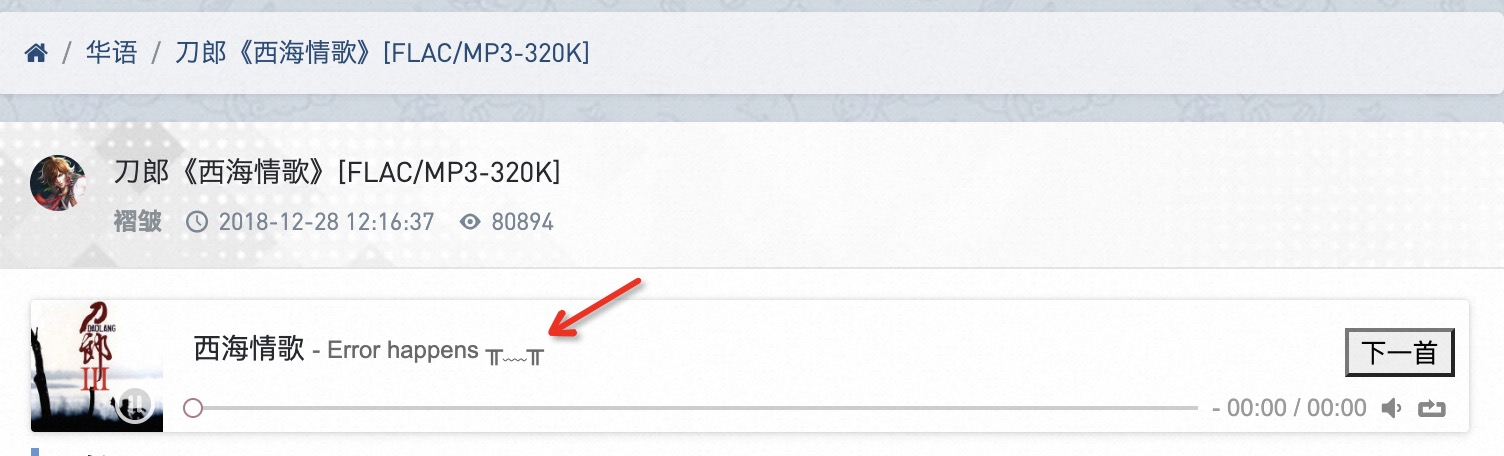 / 华语 / 刀郎《西海情歌》[FLAC/MP3-320K]
刀郎《西海情歌》[FLAC/MP3-320K]
褶皱 2018-12-28 12:16:37 80894
刀郎
DAOLANG
III
西海情歌 - Error happens ╥﹏╥
下一首
- 00:00 / 00:00